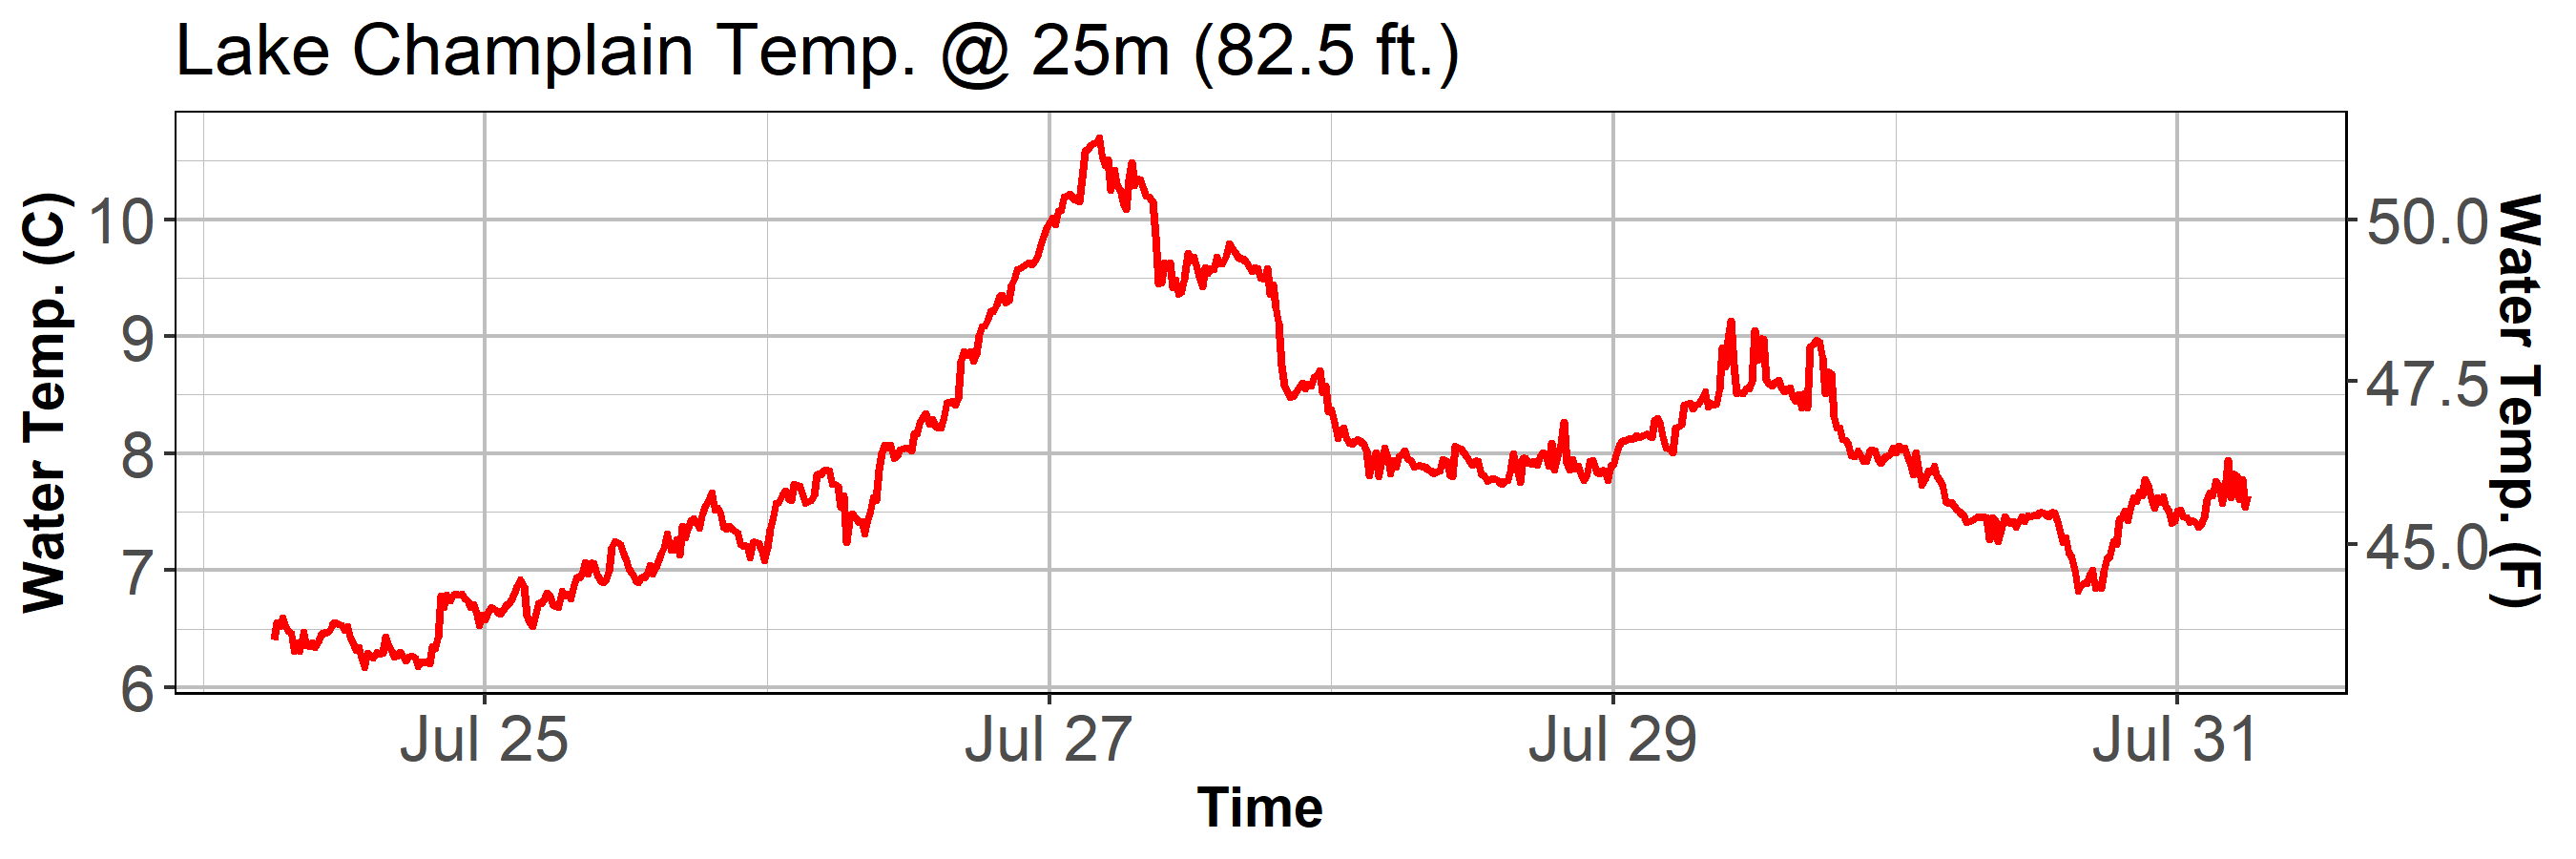 Lake Champlain Temp. @ 25m (82.5 ft.)
Water Temp. (C)
10
9
8
7
6
50.0
47.5
45.0
Water Temp. (F)
Jul 25 Jul 27 Jul 29 Jul 31
Time